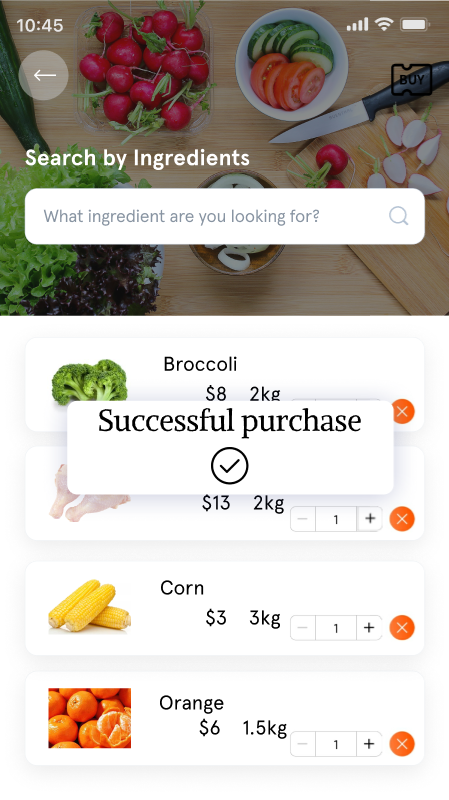 10:45
BUY
Search by Ingredients
What ingredient are you looking for?
Broccoli
$8 2kg
Successful purchase
$13 2kg
1
Corn
$3 3kg
1
Orange
$6 1.5kg
1